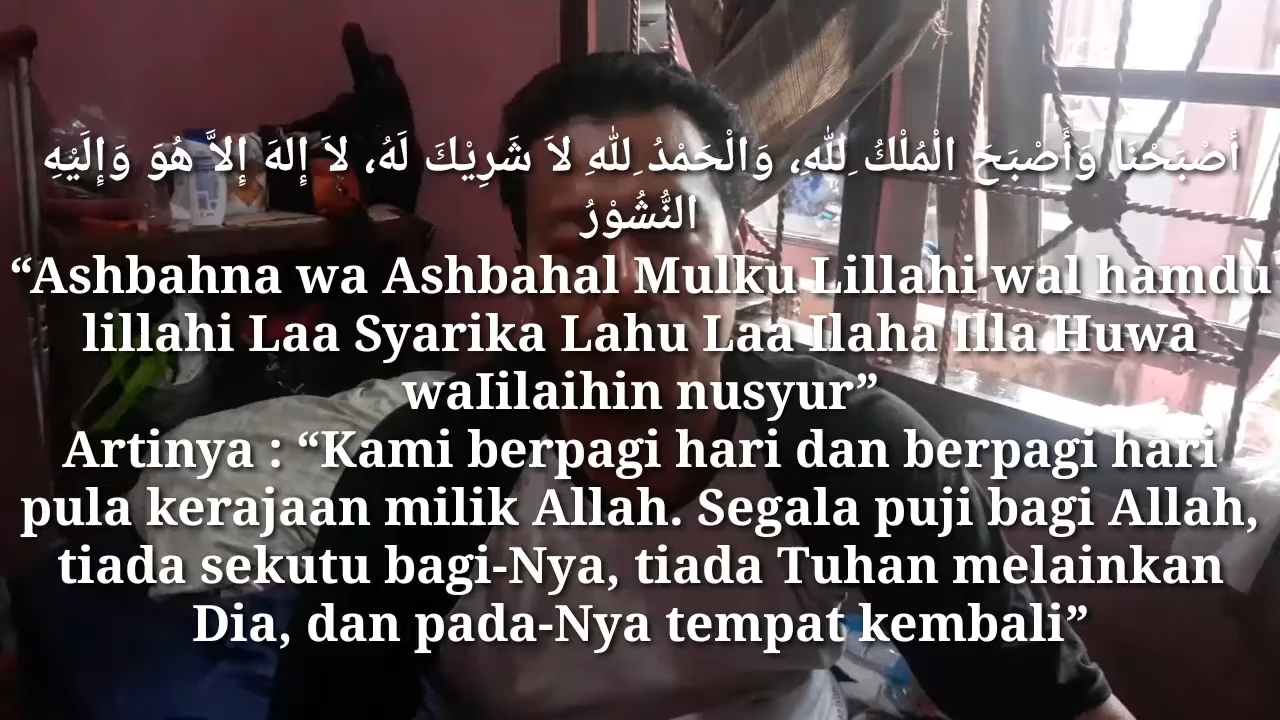 أَصْبَحْنَا وَأَصْبَحَ الْمُلْكُ لِلّٰهِ، وَالْحَمْدُ لِلّٰهِ لاَ شَرِيْكَ لَهُ، لاَ إِلهَ إِلاَّ هُوَ وَإِلَيْهِ
النُّشُوْرُ
“Ashbahna wa Ashbahal Mulku Lillahi wal hamdu
lillahi Laa Syarika Lahu Laa Ilaha Illa Huwa
waIilaihin nusyur”
Artinya : “Kami berpagi hari dan berpagi hari
pula kerajaan milik Allah. Segala puji bagi Allah,
tiada sekutu bagi-Nya, tiada Tuhan melainkan
Dia, dan pada-Nya tempat kembali”